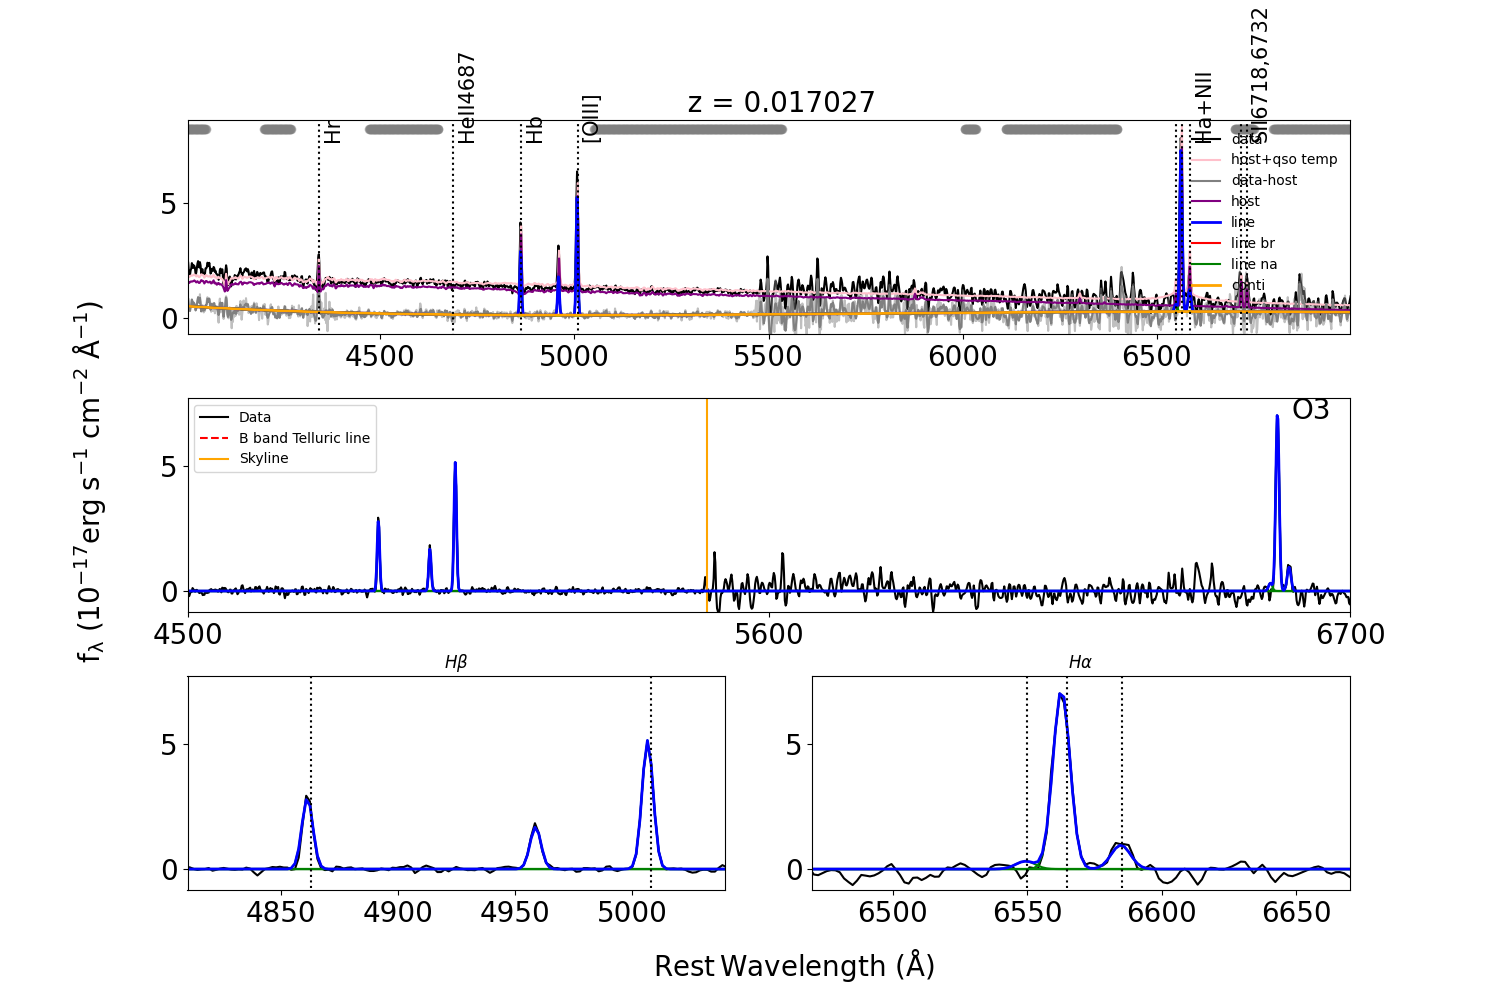 z = 0.017027
Hr
HeII4687
Hb
[OIII]
Ha+NII
SII6718,6732
data
host+qso temp
data-host
host
line
line br
line na
conti
5
0
4500
5000
5500
6000
6500
Data
B band Telluric line
Skyline
O3
5
0
4500
5600
6700
fλ (10⁻¹⁷erg s⁻¹ cm⁻² Å⁻¹)
Hβ
5
0
4850
4900
4950
5000
Hα
5
0
6500
6550
6600
6650
Rest Wavelength (Å)